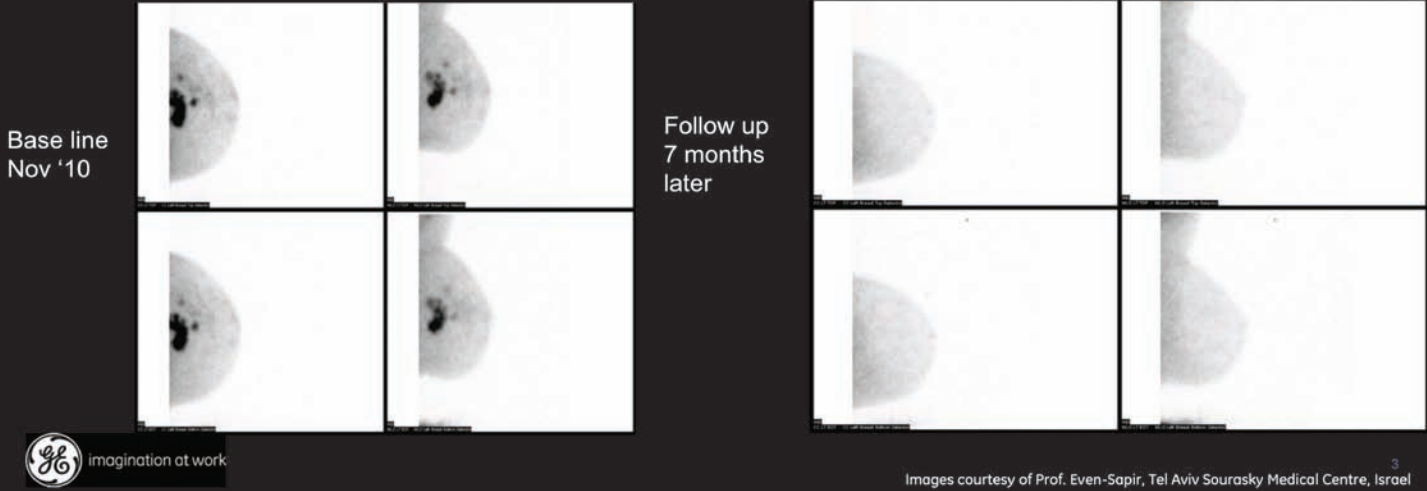 Base line
Nov ‘10
Follow up
7 months
later
GE
imagination at work
3
Images courtesy of Prof. Even-Sapir, Tel Aviv Sourasky Medical Centre, Israel